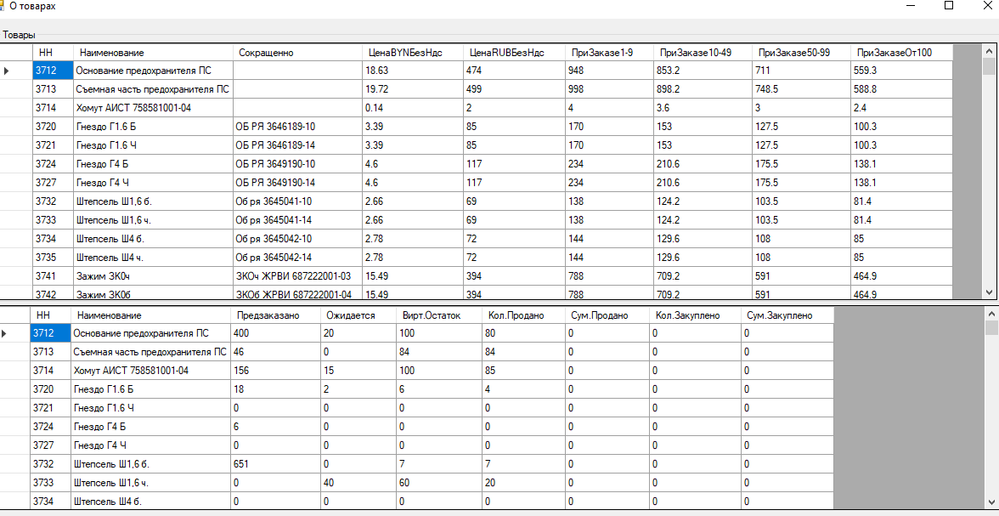 О товарах
Товары
НН Наименование Сокращенно ЦенаBYNБезНдс ЦенаRUBБезНдс ПриЗаказе1-9 ПриЗаказе10-49 ПриЗаказе50-99 ПриЗаказеОт100
3712 Основание предохранителя ПС 18.63 474 948 853.2 711 559.3
3713 Съемная часть предохранителя ПС 19.72 499 998 898.2 748.5 588.8
3714 Хомут АИСТ 758581001-04 0.14 2 4 3.6 3 2.4
3720 Гнездо Г1.6 Б ОБ РЯ 3646189-10 3.39 85 170 153 127.5 100.3
3721 Гнездо Г1.6 Ч ОБ РЯ 3646189-14 3.39 85 170 153 127.5 100.3
3724 Гнездо Г4 Б ОБ РЯ 3649190-10 4.6 117 234 210.6 175.5 138.1
3727 Гнездо Г4 Ч ОБ РЯ 3649190-14 4.6 117 234 210.6 175.5 138.1
3732 Штепсель Ш1,6 б. Об ря 3645041-10 2.66 69 138 124.2 103.5 81.4
3733 Штепсель Ш1,6 ч. Об ря 3645041-14 2.66 69 138 124.2 103.5 81.4
3734 Штепсель Ш4 б. Об ря 3645042-10 2.78 72 144 129.6 108 85
3735 Штепсель Ш4 ч. Об ря 3645042-14 2.78 72 144 129.6 108 85
3741 Зажим ЗК0ч ЗКОч ЖРВИ 687222001-03 15.49 394 788 709.2 591 464.9
3742 Зажим ЗК0б ЗКОб ЖРВИ 687222001-04 15.49 394 788 709.2 591 464.9
НН Наименование Предзаказано Ожидается Вирт.Остаток Кол.Продано Сум.Продано Кол.Закуплено Сум.Закуплено
3712 Основание предохранителя ПС 400 20 100 80 0 0 0
3713 Съемная часть предохранителя ПС 46 0 84 84 0 0 0
3714 Хомут АИСТ 758581001-04 156 15 100 85 0 0 0
3720 Гнездо Г1.6 Б 18 2 6 4 0 0 0
3721 Гнездо Г1.6 Ч 0 0 0 0 0 0 0
3724 Гнездо Г4 Б 6 0 0 0 0 0 0
3727 Гнездо Г4 Ч 0 0 0 0 0 0 0
3732 Штепсель Ш1,6 б. 651 0 7 7 0 0 0
3733 Штепсель Ш1,6 ч. 0 40 60 20 0 0 0
3734 Штепсель Ш4 б. 0 0 0 0 0 0 0